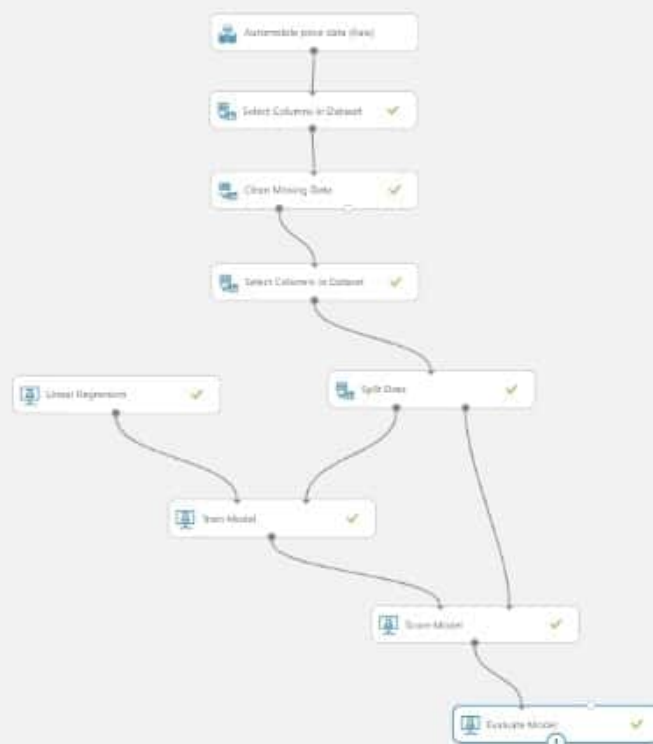 Automobile price data (Raw)
Select Columns in Dataset
Clean Missing Data
Select Columns in Dataset
Linear Regression
Split Data
Train Model
Score Model
Evaluate Model
1